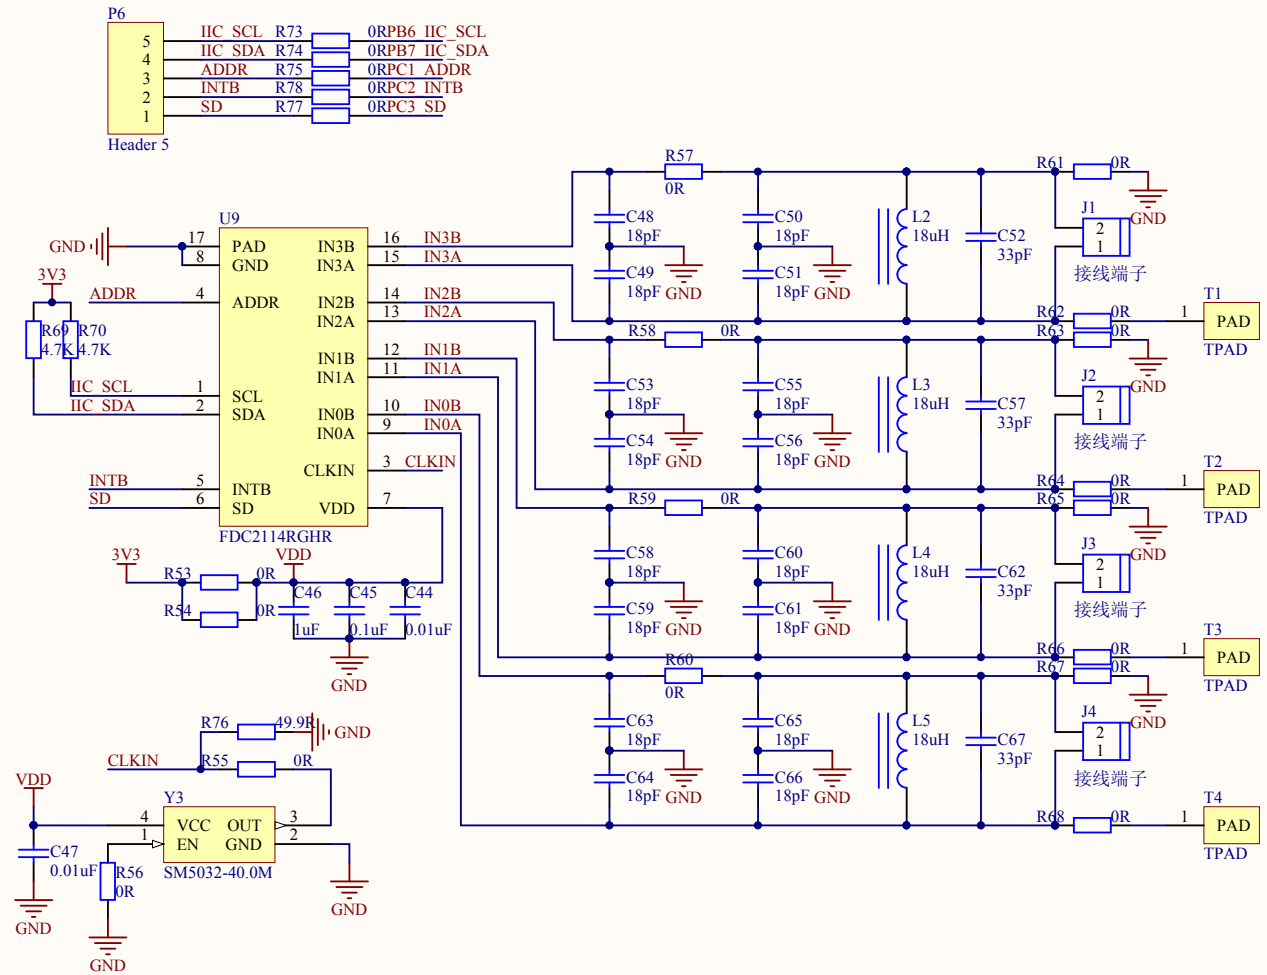 P6
5 IIC_SCL R73 0R PB6_IIC_SCL
4 IIC_SDA R74 0R PB7_IIC_SDA
3 ADDR R75 0R PC1_ADDR
2 INTB R78 0R PC2_INTB
1 SD R77 0R PC3_SD
Header 5
U9
GND 17 PAD IN3B 16 IN3B
8 GND IN3A 15 IN3A
3V3
ADDR 4 ADDR IN2B 14 IN2B
IN2A 13 IN2A
R69 R70
4.7K 4.7K
IN1B 12 IN1B
IN1A 11 IN1A
IIC_SCL 1 SCL
IIC_SDA 2 SDA
IN0B 10 IN0B
IN0A 9 IN0A
CLKIN 3 CLKIN
INTB 5 INTB
SD 6 SD VDD 7
FDC2114RGHR
3V3 VDD
R53 0R
R54 0R
C46 C45 C44
1uF 0.1uF 0.01uF
GND
R76 49.9R GND
CLKIN R55 0R
VDD
Y3
4 VCC OUT 3
1 EN GND 2
SM5032-40.0M
C47
0.01uF
R56
0R
GND
GND
GND
R57
0R
R61 0R
GND
C48 C50 L2 C52 J1
18pF 18pF 18uH 33pF 2
1
接线端子
C49 C51
18pF GND 18pF GND
R62 0R 1 PAD
T1
TPAD
R58 0R
R63 0R
GND
C53 C55 L3 C57 J2
18pF 18pF 18uH 33pF 2
1
接线端子
C54 C56
18pF GND 18pF GND
R64 0R 1 PAD
T2
TPAD
R59 0R
R65 0R
GND
C58 C60 L4 C62 J3
18pF 18pF 18uH 33pF 2
1
接线端子
C59 C61
18pF GND 18pF GND
R66 0R 1 PAD
T3
TPAD
R60
0R
R67 0R
GND
C63 C65 L5 C67 J4
18pF 18pF 18uH 33pF 2
1
接线端子
C64 C66
18pF GND 18pF GND
R68 0R 1 PAD
T4
TPAD